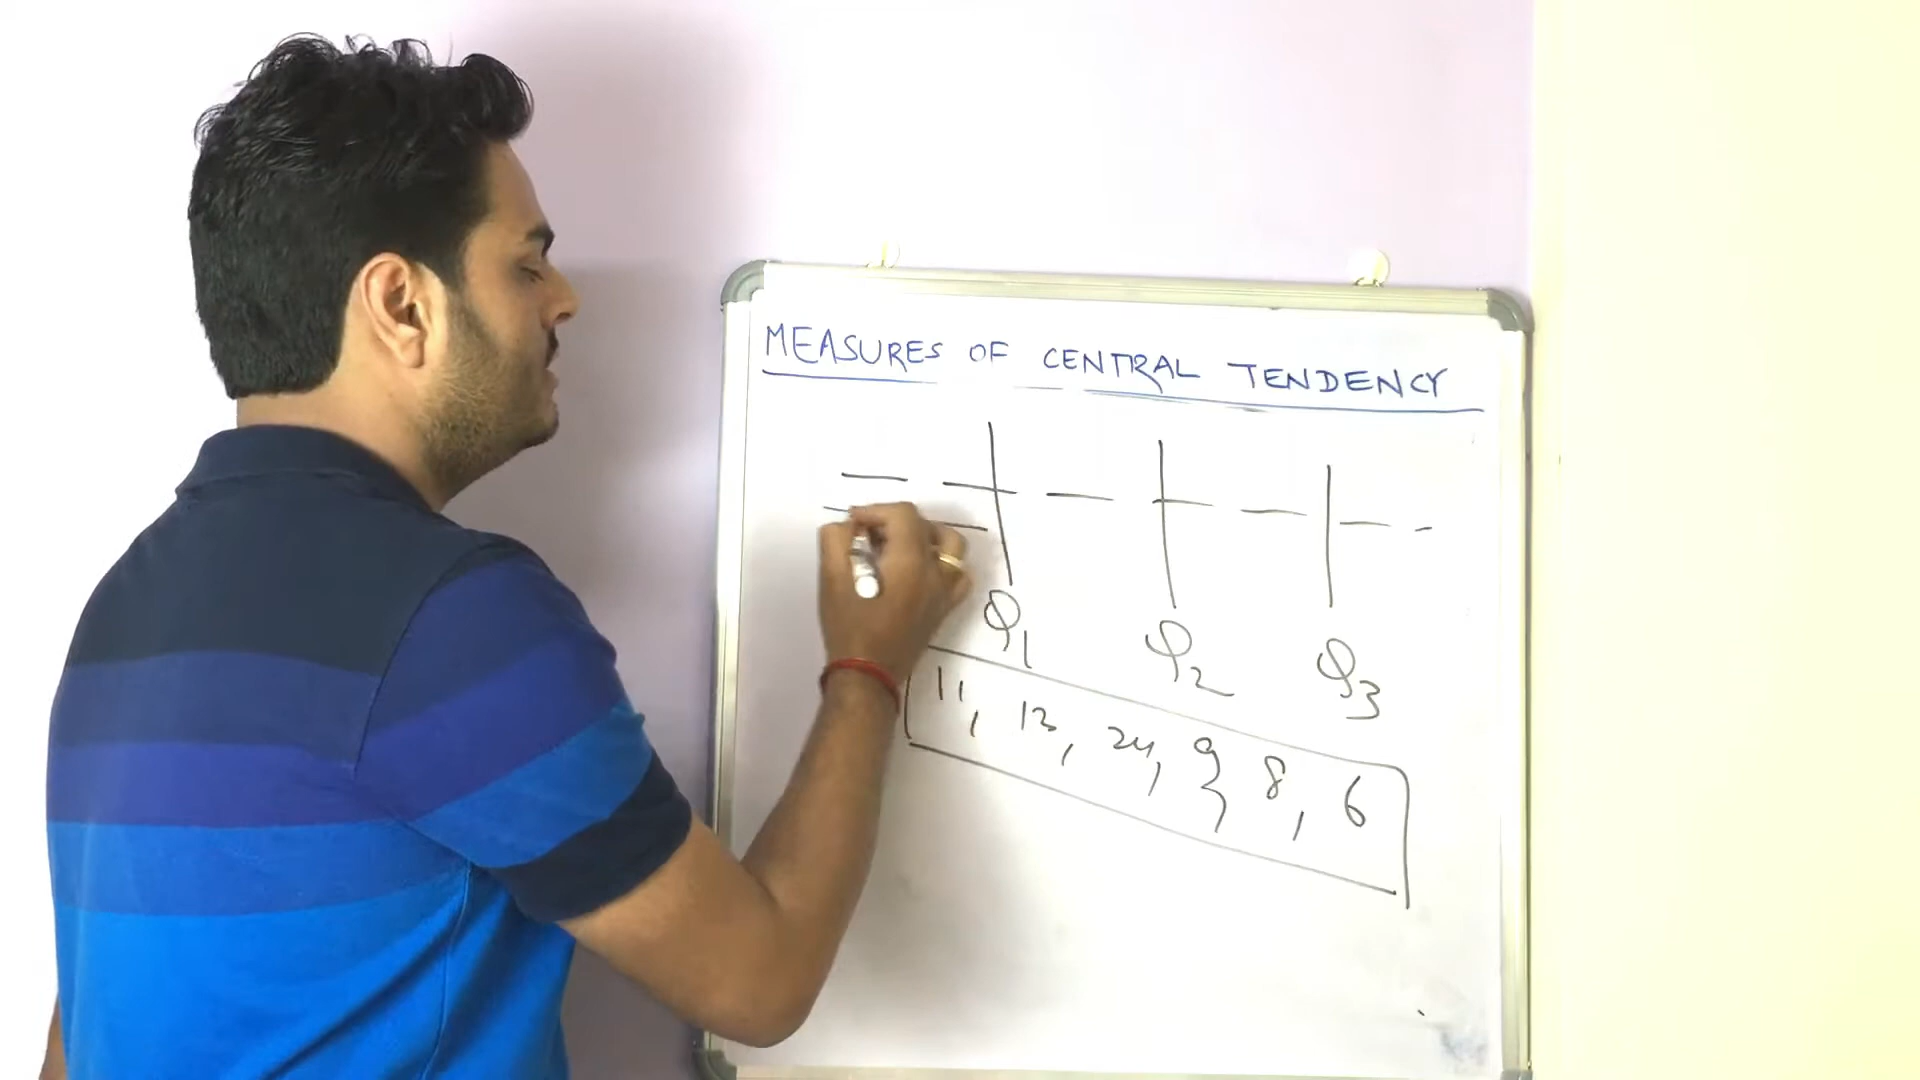 MEASURES OF CENTRAL TENDENCY
Q1 Q2 Q3
11, 12, 24, 9, 8, 6